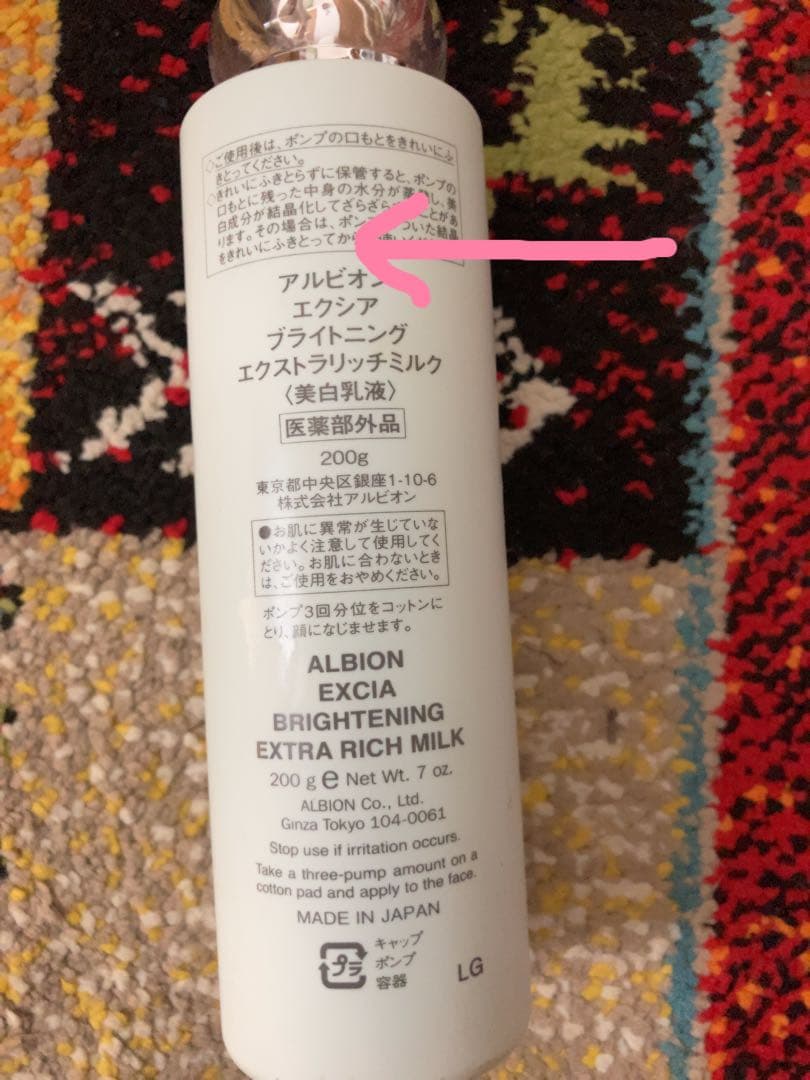 ◇ご使用後は、ポンプの口もとをきれいにふ
きとってください。
◇きれいにふきとらずに保管すると、ポンプの
口もとに残った中身の水分が蒸 し、美
白成分が結晶化してざらざら ことがあ
ります。その場合は、ポン ついた結晶
をきれいにふきとってから 使い
アルビオン
エクシア
ブライトニング
エクストラリッチミルク
〈美白乳液〉
医薬部外品
200g
東京都中央区銀座1-10-6
株式会社アルビオン
●お肌に異常が生じていな
いかよく注意して使用してく
ださい。お肌に合わないとき
は、ご使用をおやめください。
ポンプ3回分位をコットンに
とり、顔になじませます。
ALBION
EXCIA
BRIGHTENING
EXTRA RICH MILK
200 g e Net Wt. 7 oz.
ALBION Co., Ltd.
Ginza Tokyo 104-0061
Stop use if irritation occurs.
Take a three-pump amount on a
cotton pad and apply to the face.
MADE IN JAPAN
プラ
キャップ
ポンプ
容器
LG